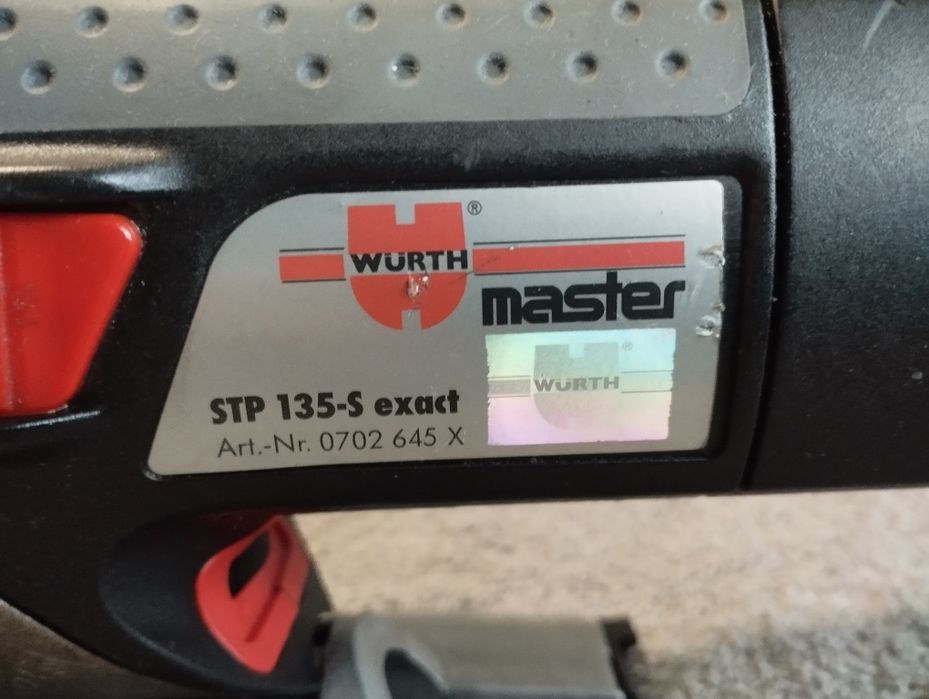 WÜRTH®
master
WÜRTH®
STP 135-S exact
Art.-Nr. 0702 645 X